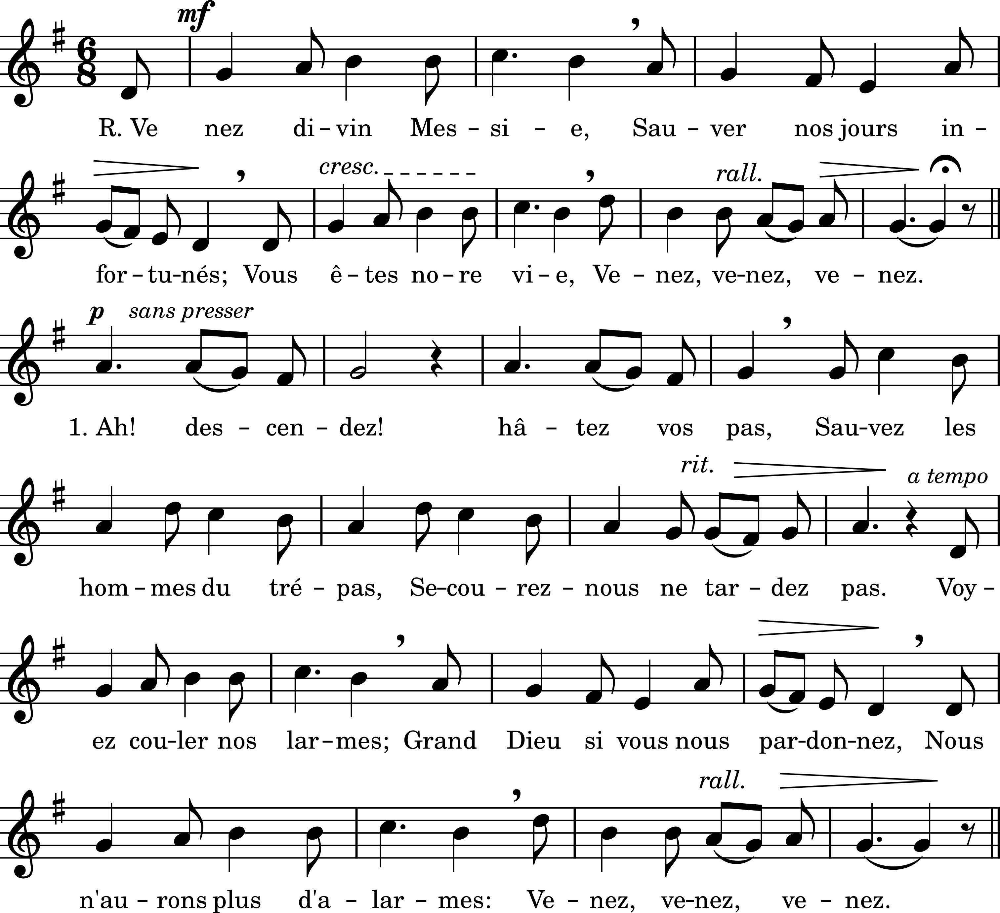 mf
6
8
R. Ve nez di – vin Mes – si – e, Sau – ver nos jours in –
cresc. rall.
for – tu-nés; Vous ê – tes no – re vi – e, Ve – nez, ve-nez, ve – nez.
p sans presser
1. Ah! des – cen – dez! hâ – tez vos pas, Sau-vez les
rit. a tempo
hom – mes du tré – pas, Se-cou – rez – nous ne tar – dez pas. Voy –
ez cou-ler nos lar – mes; Grand Dieu si vous nous par-don-nez, Nous
rall.
n'au – rons plus d'a – lar – mes: Ve – nez, ve-nez, ve – nez.